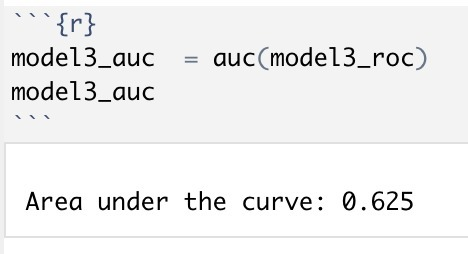 ```{r}
model3_auc  = auc(model3_roc)
model3_auc
```
Area under the curve: 0.625